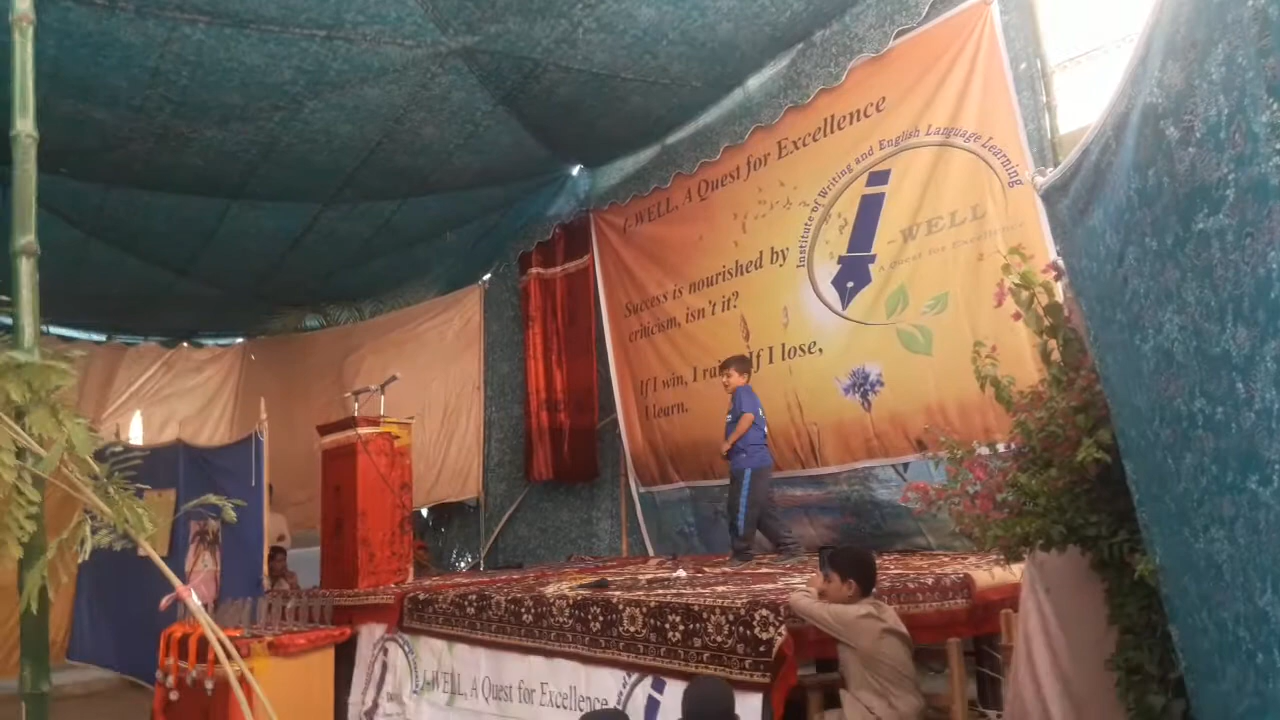 I-WELL, A Quest for Excellence
Institute of Writing and English Language Learning
-WELL
A Quest for Excellence
Success is nourished by
criticism, isn't it?
If I win, I If I lose,
I learn.
I-WELL, A Quest for Excellence